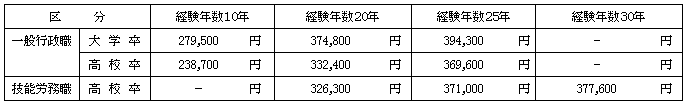 区 分 経験年数10年 経験年数20年 経験年数25年 経験年数30年
一般行政職 大 学 卒 279,500 円 374,800 円 394,300 円 － 円
高 校 卒 238,700 円 332,400 円 369,600 円 － 円
技能労務職 高 校 卒 － 円 326,300 円 371,000 円 377,600 円